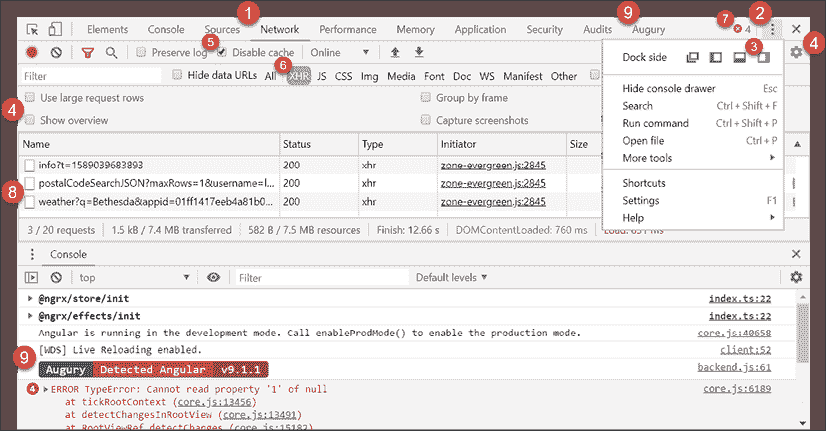 1 9 7 2
Elements Console Sources Network Performance Memory Application Security Audits Augury 4
5 3 4
Preserve log Disable cache Online Dock side
6
Filter Hide data URLs All XHR JS CSS Img Media Font Doc WS Manifest Other
Hide console drawer Esc
4 Use large request rows Group by frame
Search Ctrl + Shift + F
Show overview Capture screenshots
Run command Ctrl + Shift + P
Open file Ctrl + P
More tools
Name Status Type Initiator Size
info?t=1589039683893 200 xhr zone-evergreen.js:2845
8 postalCodeSearchJSON?maxRows=1&username=l... 200 xhr zone-evergreen.js:2845
weather?q=Bethesda&appid=01ff1417eeb4a81b0... 200 xhr zone-evergreen.js:2845
Shortcuts
Settings F1
Help
3 / 20 requests 1.5 kB / 7.4 MB transferred 582 B / 7.5 MB resources Finish: 12.66 s DOMContentLoaded: 760 ms
Console
top Filter Default levels
@ngrx/store/init index.ts:22
@ngrx/effects/init index.ts:22
Angular is running in the development mode. Call enableProdMode() to enable the production mode. core.js:40658
[WDS] Live Reloading enabled. client:52
9 Augury Detected Angular v9.1.1 backend.js:61
4 ERROR TypeError: Cannot read property '1' of null core.js:6189
at tickRootContext (core.js:13456)
at detectChangesInRootView (core.js:13491)
at RootViewRef.detectChanges (core.js:15183)